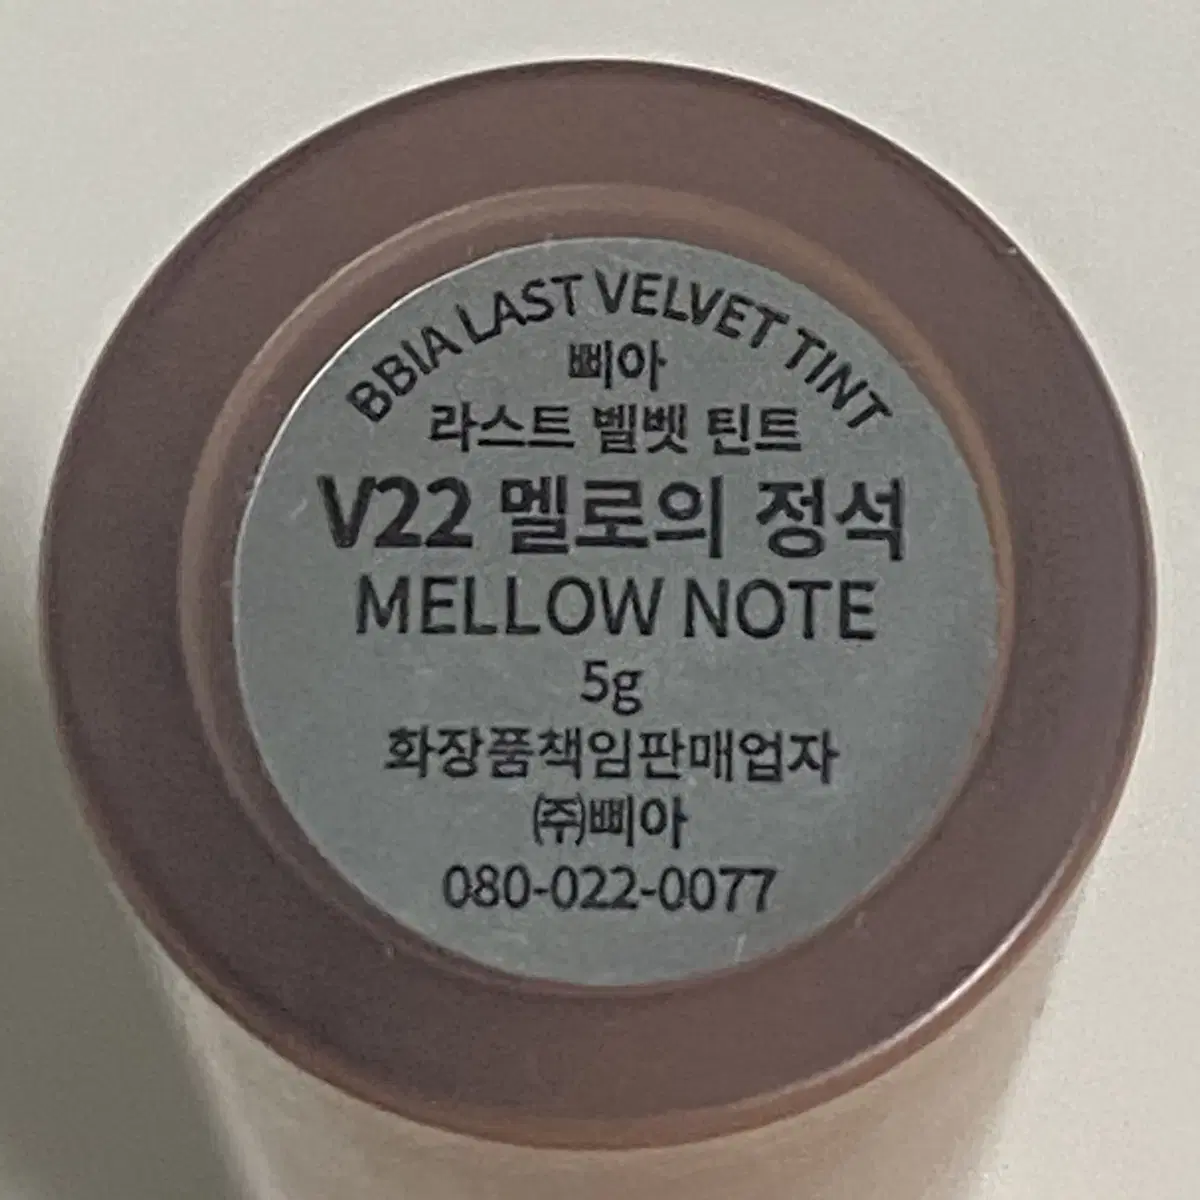 BBIA LAST VELVET TINT
삐아
라스트 벨벳 틴트
V22 멜로의 정석
MELLOW NOTE
5g
화장품책임판매업자
㈜삐아
080-022-0077